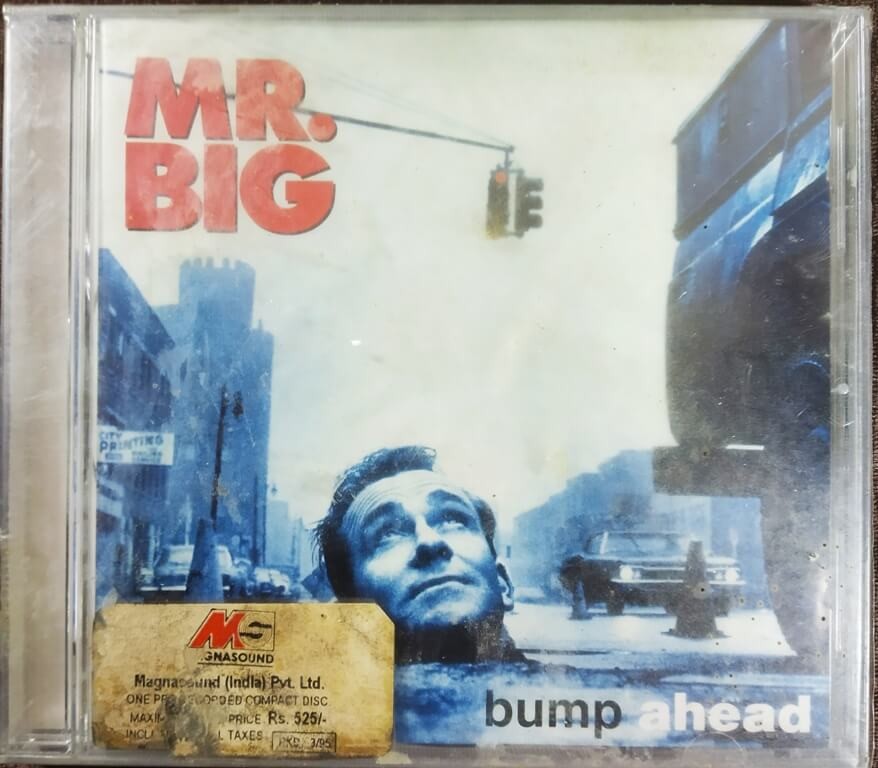 MR.
BIG
CITY
PRINTING
GNASOUND
Magnasound (India) Pvt. Ltd.
ONE PRE RECORDED COMPACT DISC
PRICE Rs. 525/-
TAXES
bump ahead